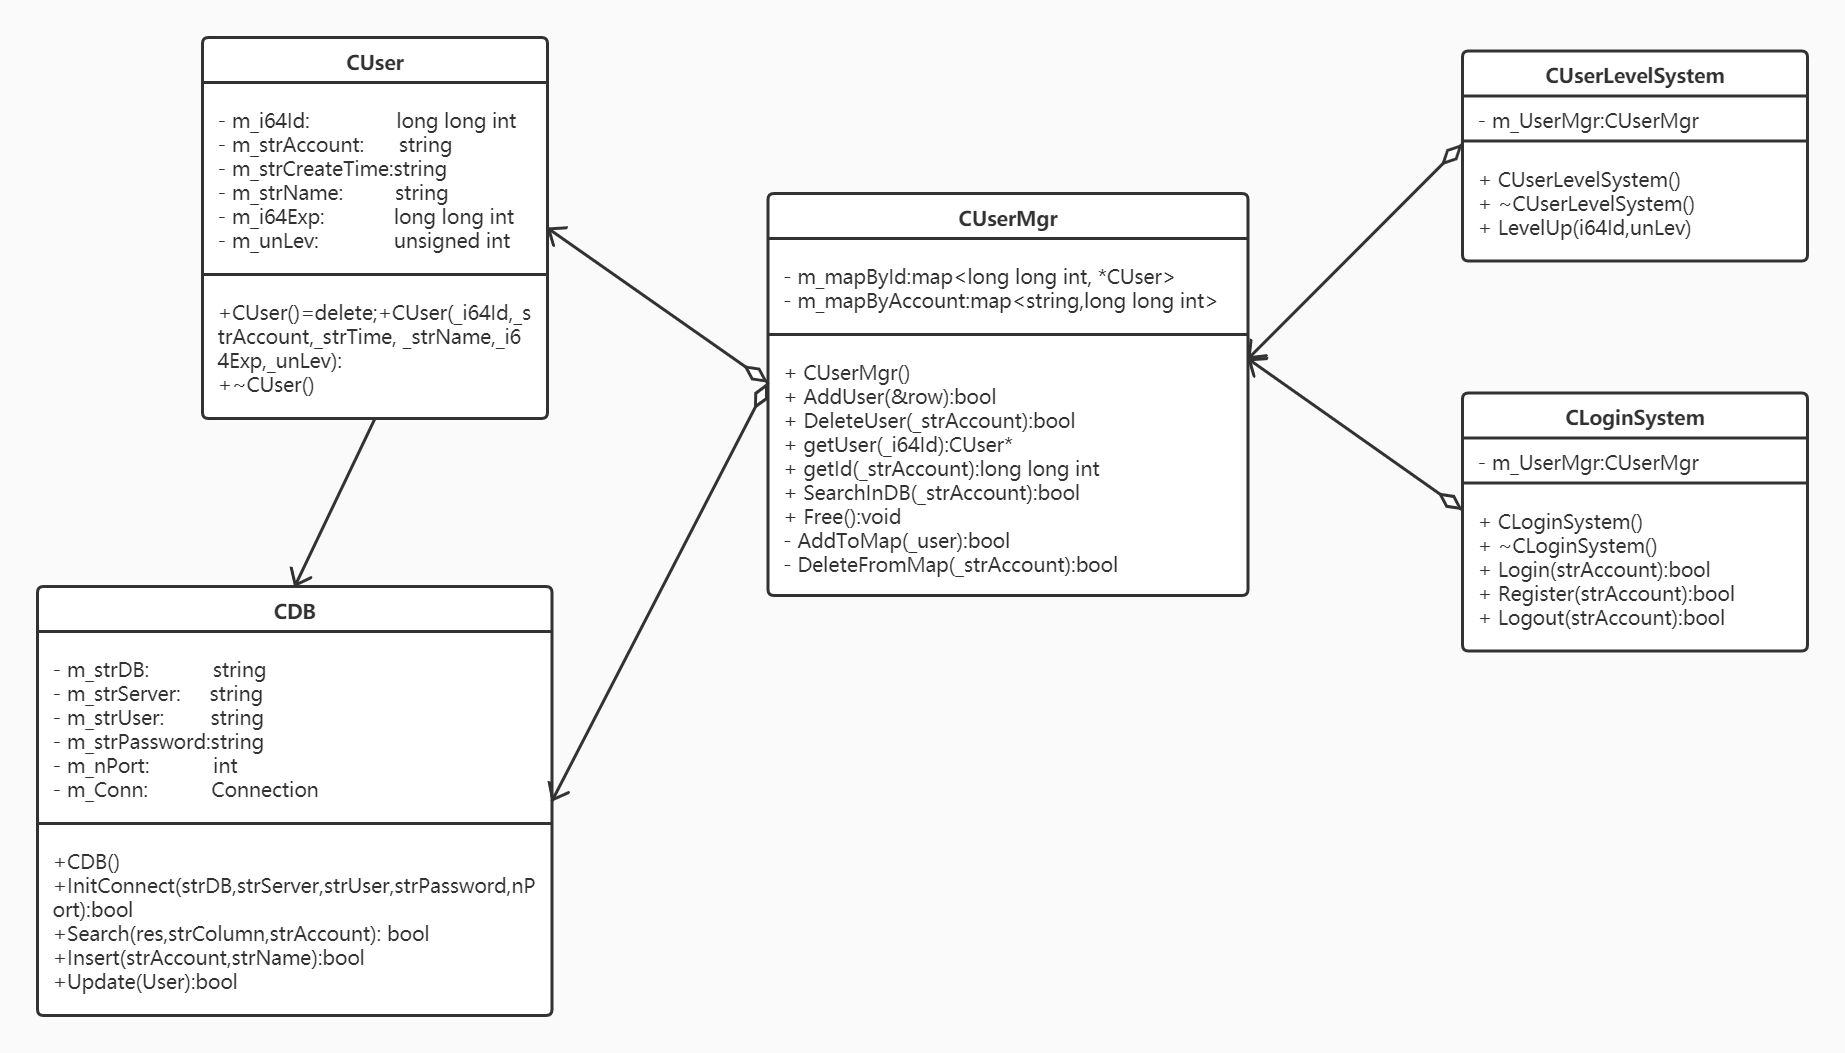 CUser
- m_i64Id: long long int
- m_strAccount: string
- m_strCreateTime:string
- m_strName: string
- m_i64Exp: long long int
- m_unLev: unsigned int
+CUser()=delete;+CUser(_i64Id,_s
trAccount,_strTime, _strName,_i6
4Exp,_unLev):
+~CUser()
CDB
- m_strDB: string
- m_strServer: string
- m_strUser: string
- m_strPassword:string
- m_nPort: int
- m_Conn: Connection
+CDB()
+InitConnect(strDB,strServer,strUser,strPassword,nP
ort):bool
+Search(res,strColumn,strAccount): bool
+Insert(strAccount,strName):bool
+Update(User):bool
CUserMgr
- m_mapById:map<long long int, *CUser>
- m_mapByAccount:map<string,long long int>
+ CUserMgr()
+ AddUser(&row):bool
+ DeleteUser(_strAccount):bool
+ getUser(_i64Id):CUser*
+ getId(_strAccount):long long int
+ SearchInDB(_strAccount):bool
+ Free():void
- AddToMap(_user):bool
- DeleteFromMap(_strAccount):bool
CUserLevelSystem
- m_UserMgr:CUserMgr
+ CUserLevelSystem()
+ ~CUserLevelSystem()
+ LevelUp(i64Id,unLev)
CLoginSystem
- m_UserMgr:CUserMgr
+ CLoginSystem()
+ ~CLoginSystem()
+ Login(strAccount):bool
+ Register(strAccount):bool
+ Logout(strAccount):bool